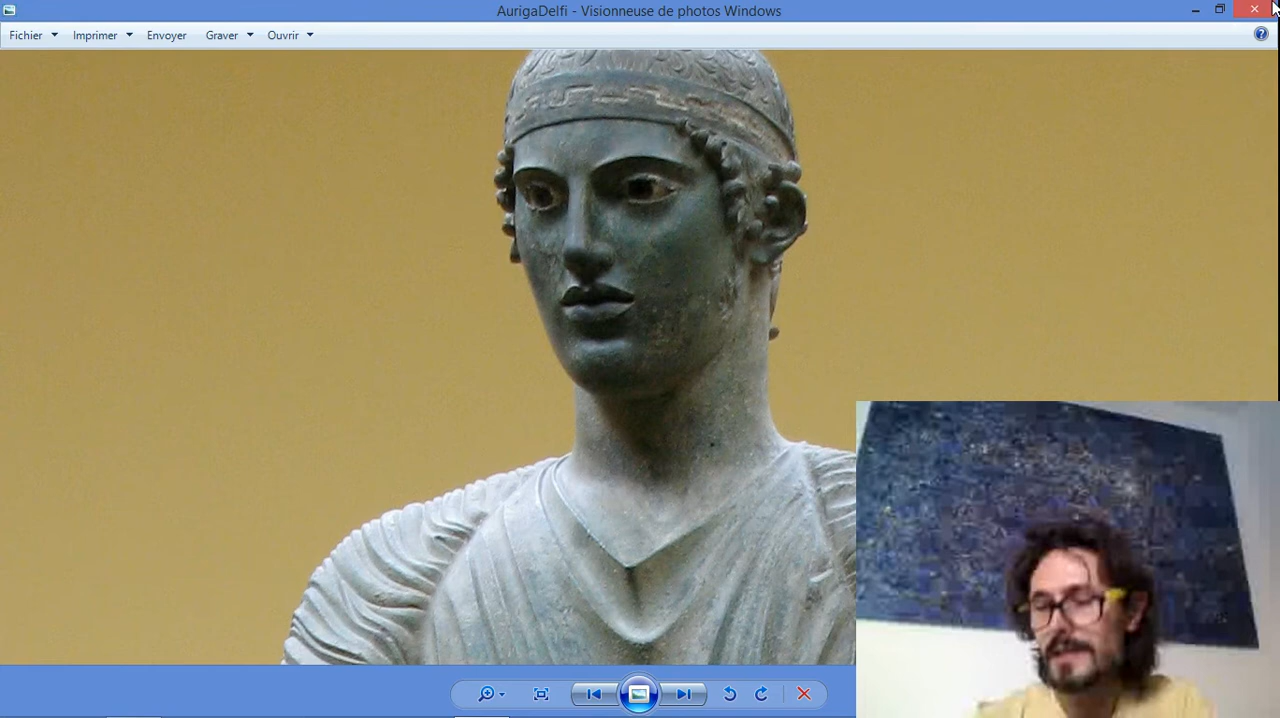 AurigaDelfi - Visionneuse de photos Windows
Fichier Imprimer Envoyer Graver Ouvrir